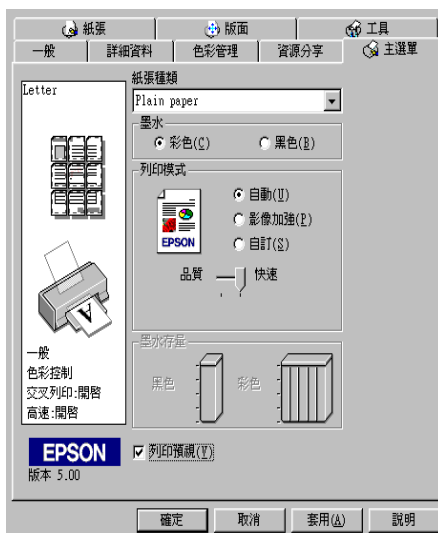 紙張 版面 工具
一般 詳細資料 色彩管理 資源分享 主選單
Letter
紙張種類
Plain paper
墨水
彩色(C) 黑色(B)
列印模式
自動(U)
影像加強(P)
自訂(S)
EPSON
品質 快速
A
墨水存量
黑色 彩色
一般
色彩控制
交叉列印:開啓
高速:開啓
EPSON
列印預視(V)
版本 5.00
確定 取消 套用(A) 説明